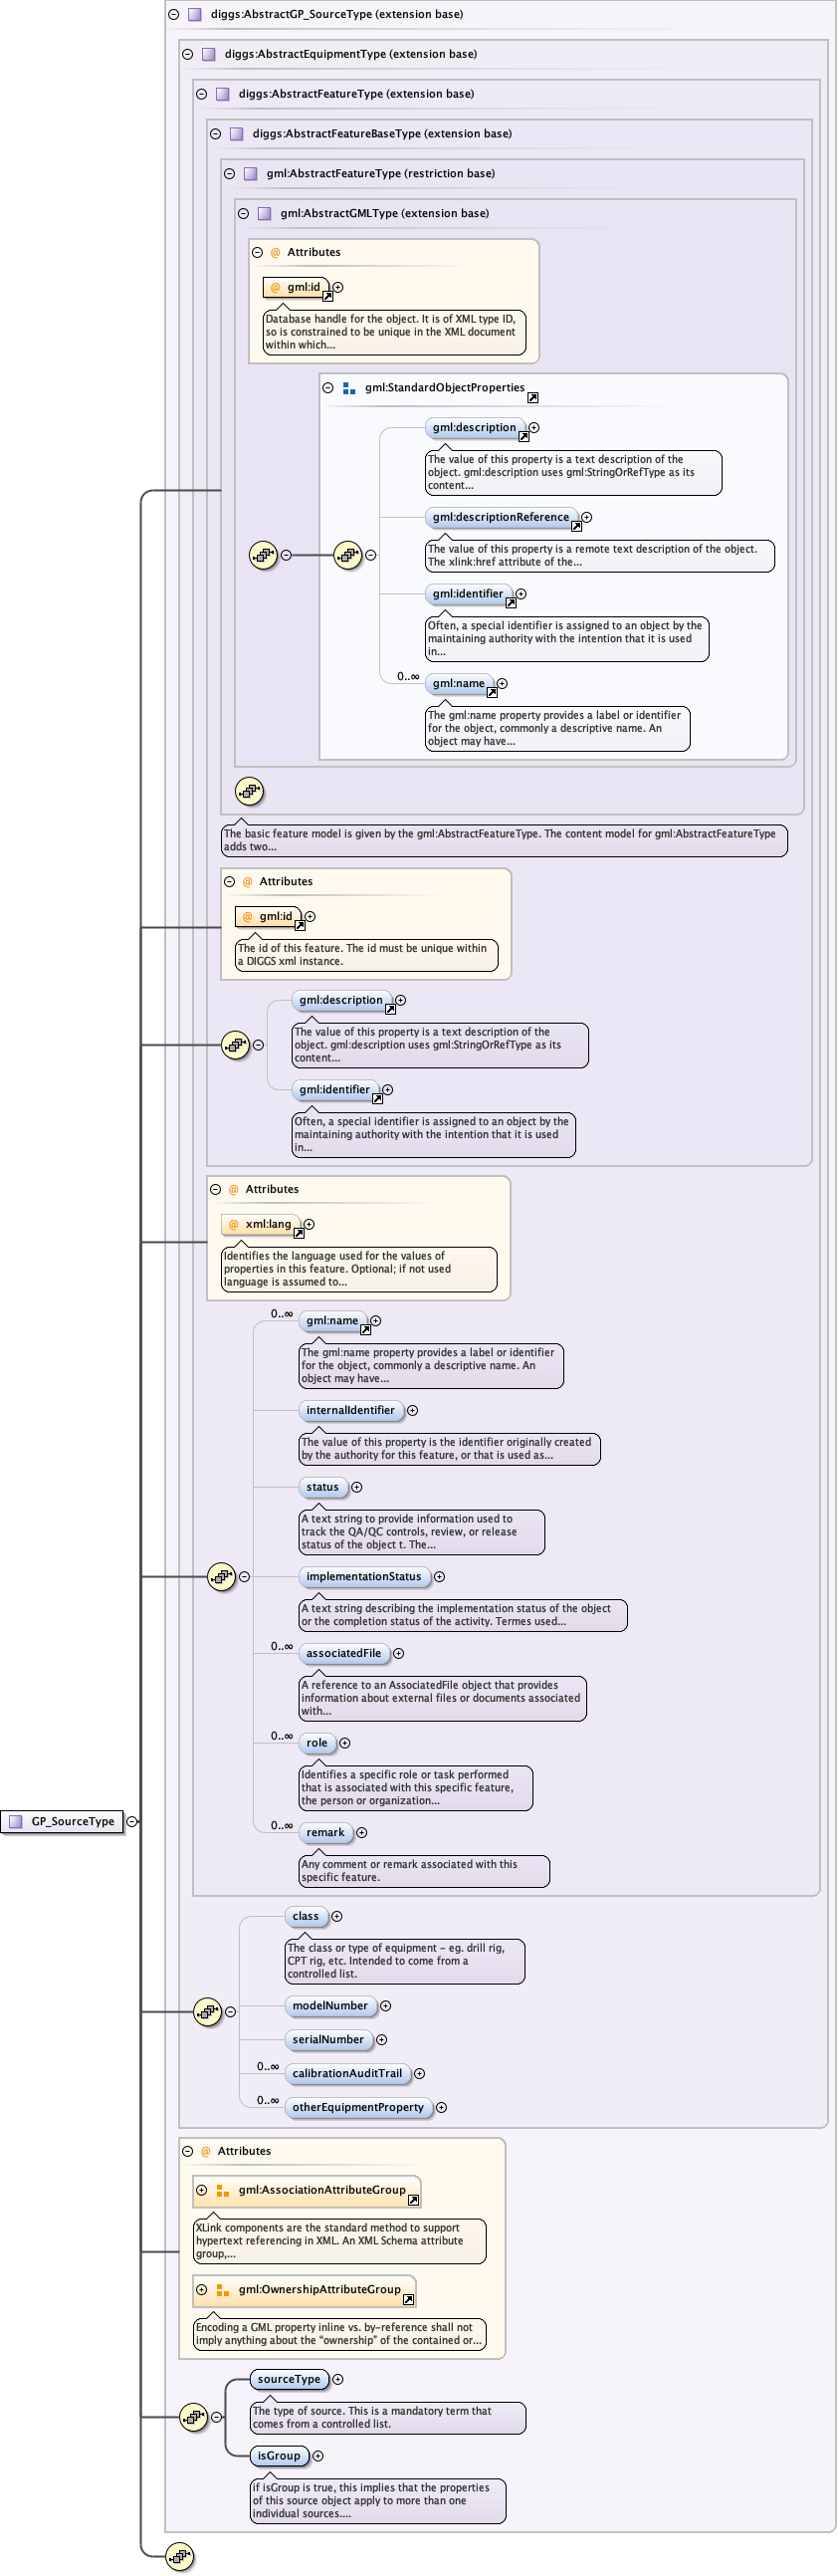 diggs:AbstractGP_SourceType (extension base)
diggs:AbstractEquipmentType (extension base)
diggs:AbstractFeatureType (extension base)
diggs:AbstractFeatureBaseType (extension base)
gml:AbstractFeatureType (restriction base)
gml:AbstractGMLType (extension base)
@ Attributes
@ gml:id
Database handle for the object. It is of XML type ID,
so is constrained to be unique in the XML document
within which...
gml:StandardObjectProperties
gml:description
The value of this property is a text description of the
object. gml:description uses gml:StringOrRefType as its
content...
gml:descriptionReference
The value of this property is a remote text description of the object.
The xlink:href attribute of the...
gml:identifier
Often, a special identifier is assigned to an object by the
maintaining authority with the intention that it is used
in...
0..∞ gml:name
The gml:name property provides a label or identifier
for the object, commonly a descriptive name. An
object may have...
The basic feature model is given by the gml:AbstractFeatureType. The content model for gml:AbstractFeatureType
adds two...
@ Attributes
@ gml:id
The id of this feature. The id must be unique within
a DIGGS xml instance.
gml:description
The value of this property is a text description of the
object. gml:description uses gml:StringOrRefType as its
content...
gml:identifier
Often, a special identifier is assigned to an object by the
maintaining authority with the intention that it is used
in...
@ Attributes
@ xml:lang
Identifies the language used for the values of
properties in this feature. Optional; if not used
language is assumed to...
0..∞ gml:name
The gml:name property provides a label or identifier
for the object, commonly a descriptive name. An
object may have...
internalIdentifier
The value of this property is the identifier originally created
by the authority for this feature, or that is used as...
status
A text string to provide information used to
track the QA/QC controls, review, or release
status of the object t. The...
implementationStatus
A text string describing the implementation status of the object
or the completion status of the activity. Termes used...
0..∞ associatedFile
A reference to an AssociatedFile object that provides
information about external files or documents associated
with...
0..∞ role
Identifies a specific role or task performed
that is associated with this specific feature,
the person or organization...
GP_SourceType
0..∞ remark
Any comment or remark associated with this
specific feature.
class
The class or type of equipment - eg. drill rig,
CPT rig, etc. Intended to come from a
controlled list.
modelNumber
serialNumber
0..∞ calibrationAuditTrail
0..∞ otherEquipmentProperty
@ Attributes
gml:AssociationAttributeGroup
XLink components are the standard method to support
hypertext referencing in XML. An XML Schema attribute
group,...
gml:OwnershipAttributeGroup
Encoding a GML property inline vs. by-reference shall not
imply anything about the “ownership” of the contained or...
sourceType
The type of source. This is a mandatory term that
comes from a controlled list.
isGroup
if isGroup is true, this implies that the properties
of this source object apply to more than one
individual sources....